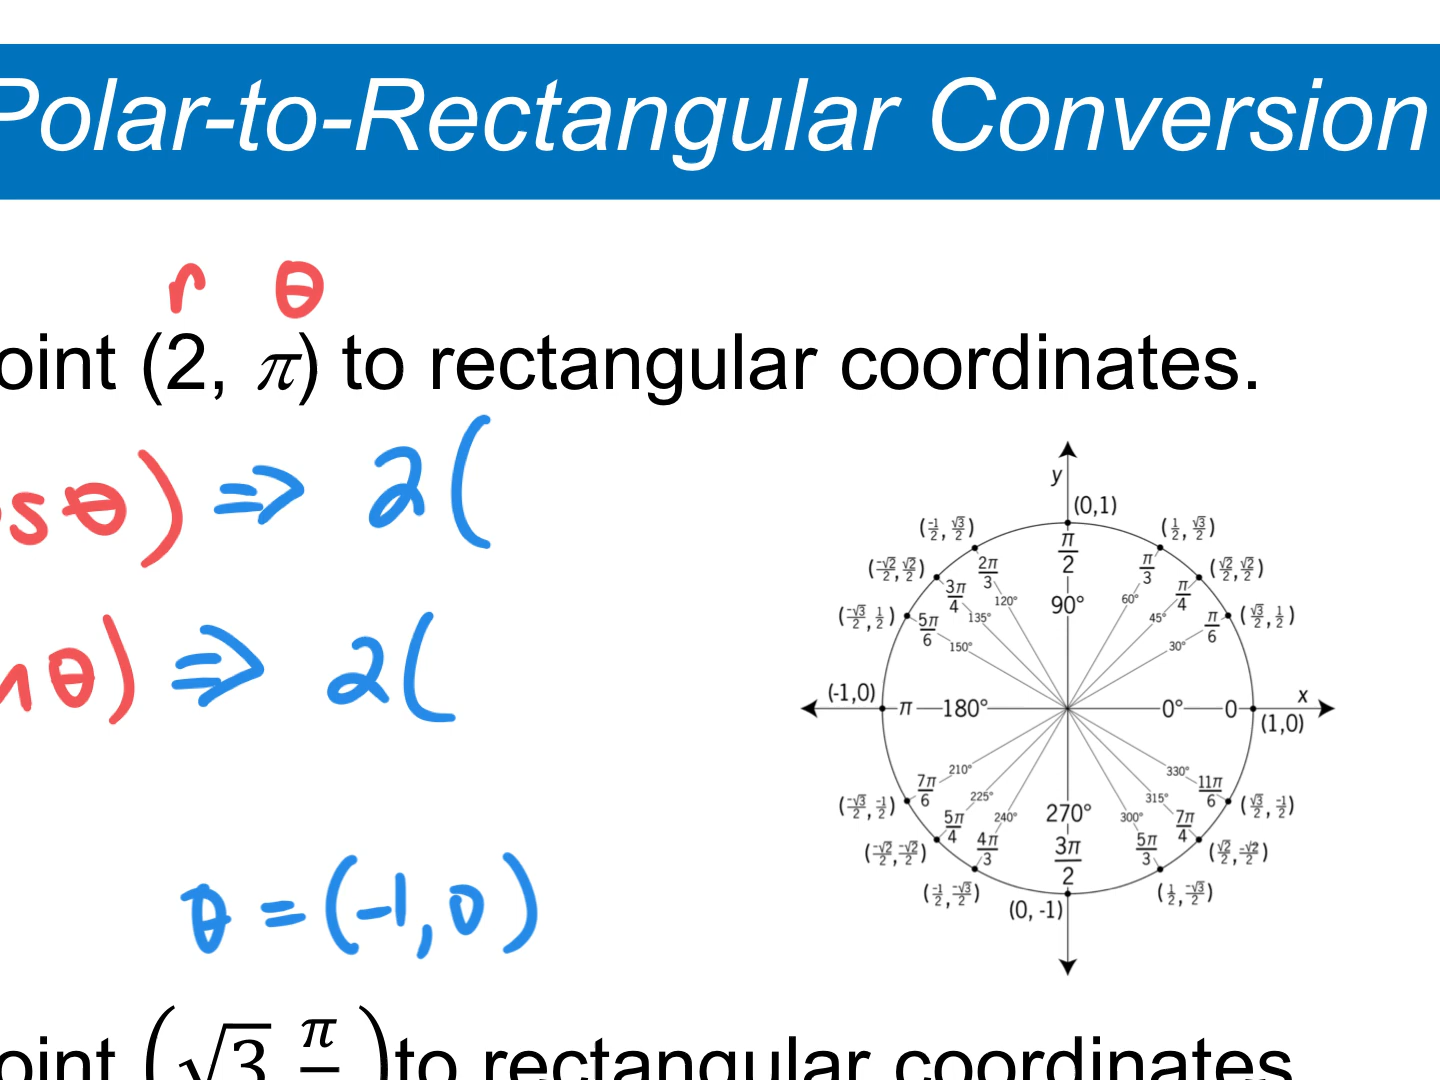 Polar-to-Rectangular Conversion
r θ
oint (2, π) to rectangular coordinates.
sθ) ⇒ 2(
nθ) ⇒ 2(
θ = (-1, 0)
y
(0,1)
(-1/2, √3/2) (1/2, √3/2)
π/2
2π/3 π/3
(-√2/2, √2/2) (√2/2, √2/2)
3π/4 π/4
120° 90° 60°
(-√3/2, 1/2) 135° 45° (√3/2, 1/2)
5π/6 π/6
150° 30°
(-1,0) x
π 180° 0° 0
(1,0)
210° 330°
7π/6 11π/6
(-√3/2, -1/2) 225° 315° (√3/2, -1/2)
240° 270° 300°
5π/4 7π/4
4π/3 3π/2 5π/3
(-√2/2, -√2/2) (√2/2, -√2/2)
(-1/2, -√3/2) (1/2, -√3/2)
(0, -1)
oint (√3 π
to rectangular coordinates.